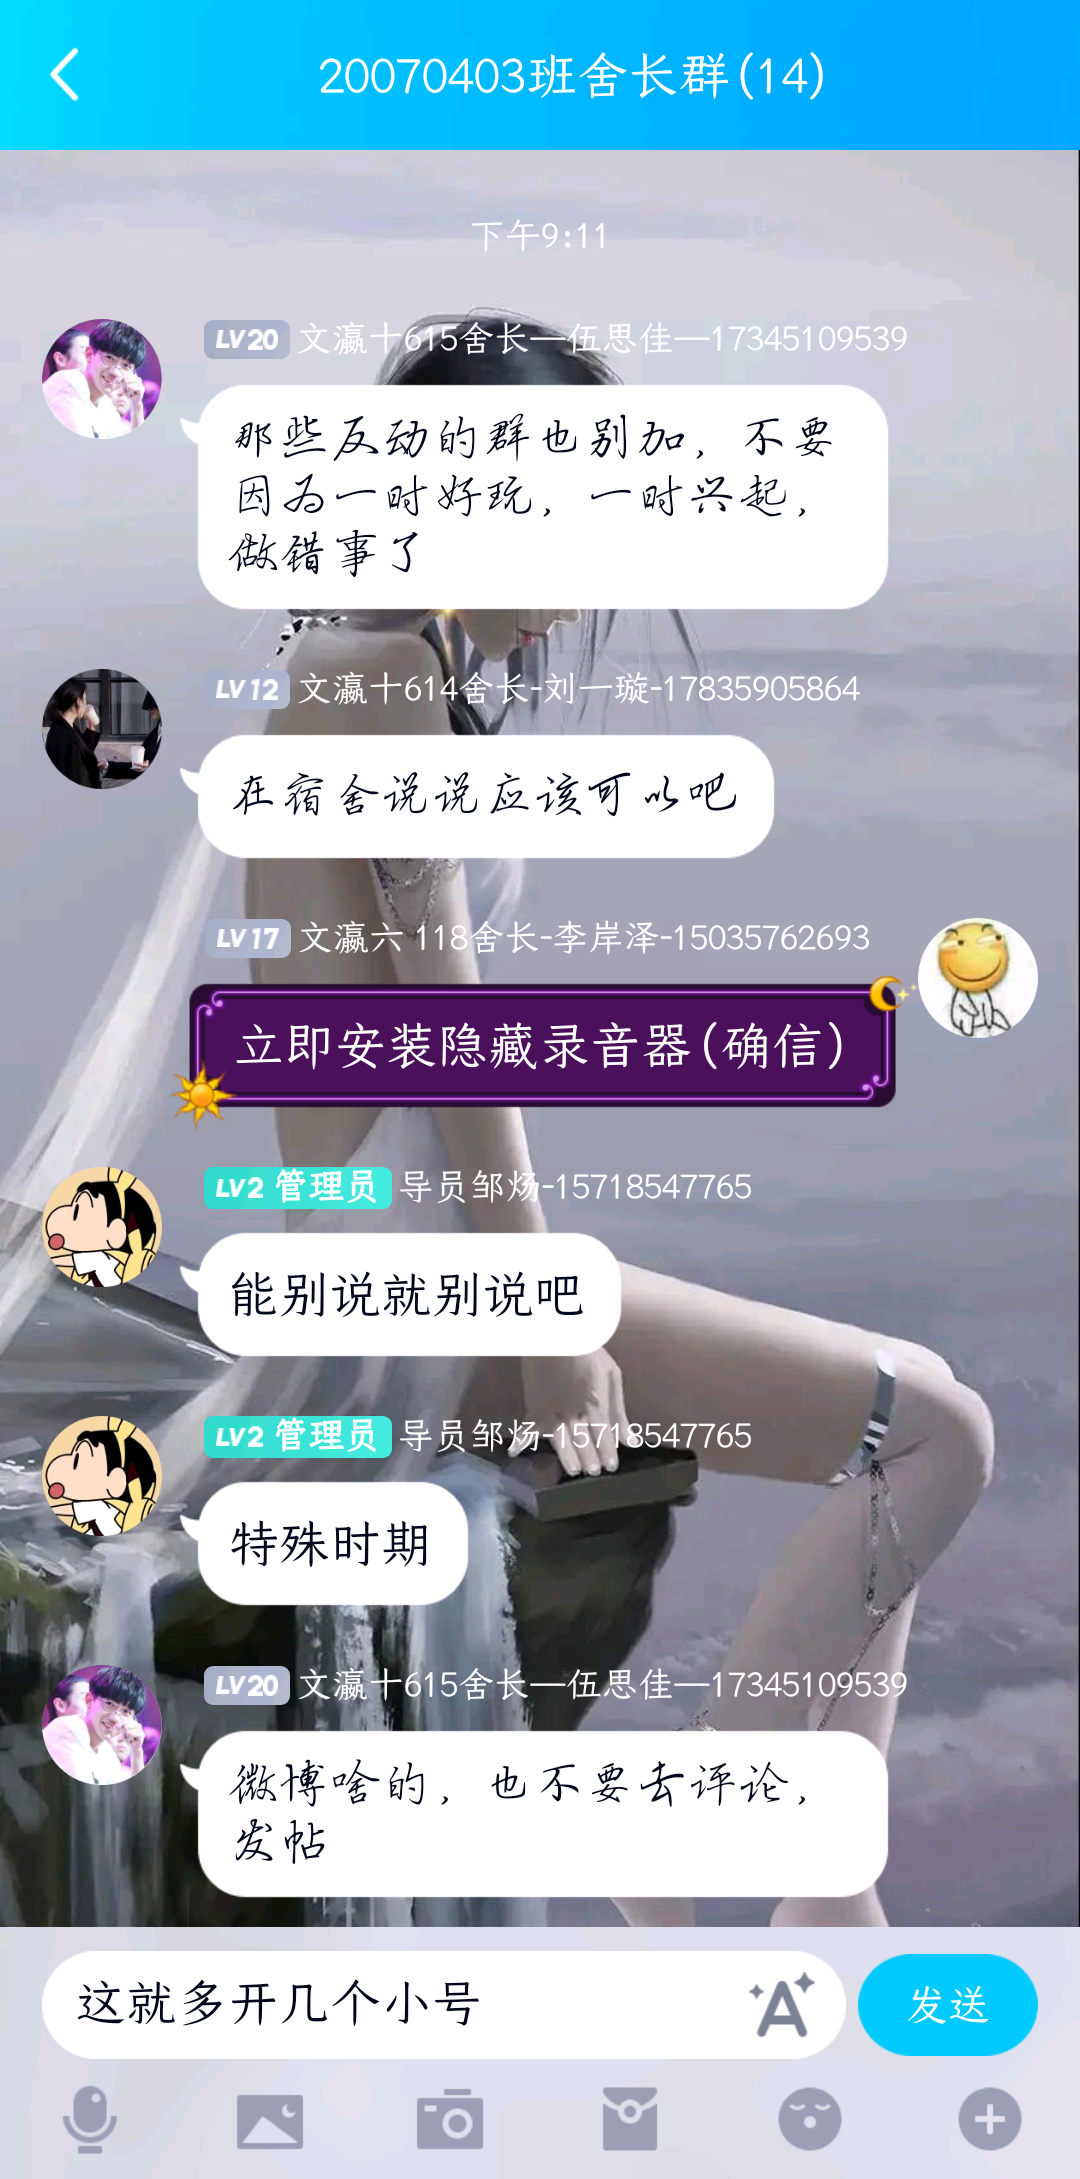 20070403班舍长群(14)
下午9:11
LV20 文瀛十615舍长—伍思佳—17345109539
那些反动的群也别加，不要
因为一时好玩，一时兴起，
做错事了
LV12 文瀛十614舍长-刘一璇-17835905864
在宿舍说说应该可以吧
LV17 文瀛六 118舍长-李岸泽-15035762693
立即安装隐藏录音器(确信)
LV2 管理员 导员邹炀-15718547765
能别说就别说吧
LV2 管理员 导员邹炀-15718547765
特殊时期
LV20 文瀛十615舍长—伍思佳—17345109539
微博啥的，也不要去评论，
发帖
这就多开几个小号
发送